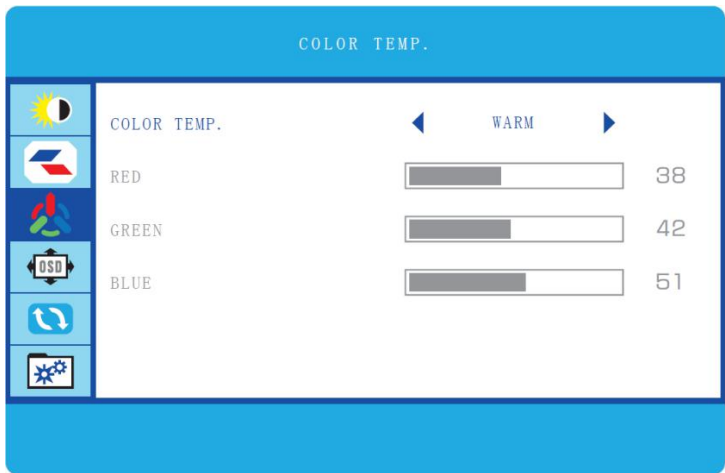 COLOR TEMP.
COLOR TEMP. WARM
RED 38
GREEN 42
OSD
BLUE 51